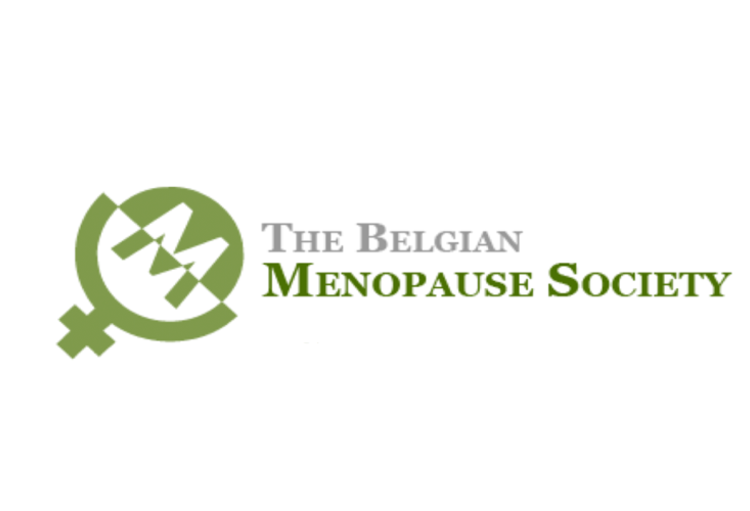 M
THE BELGIAN
MENOPAUSE SOCIETY